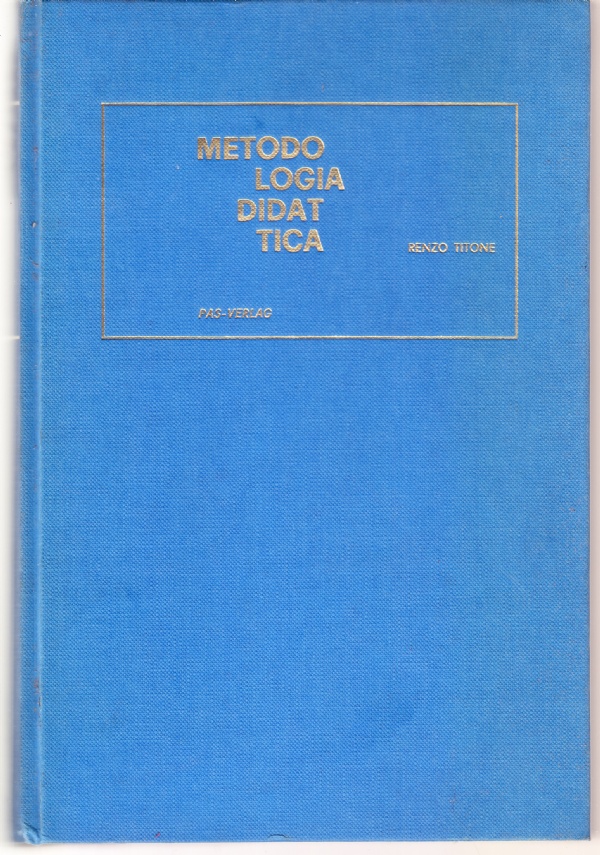 METODO
LOGIA
DIDAT
TICA
RENZO TITONE
PAS-VERLAG